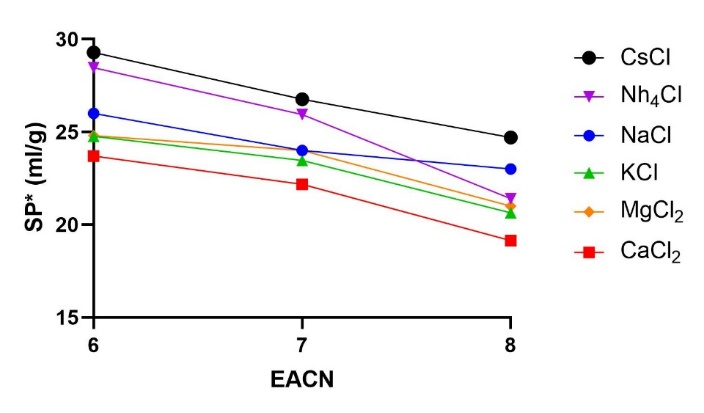 30
25
20
15
6
7
8
SP* (ml/g)
EACN
CsCl
Nh₄Cl
NaCl
KCl
MgCl₂
CaCl₂